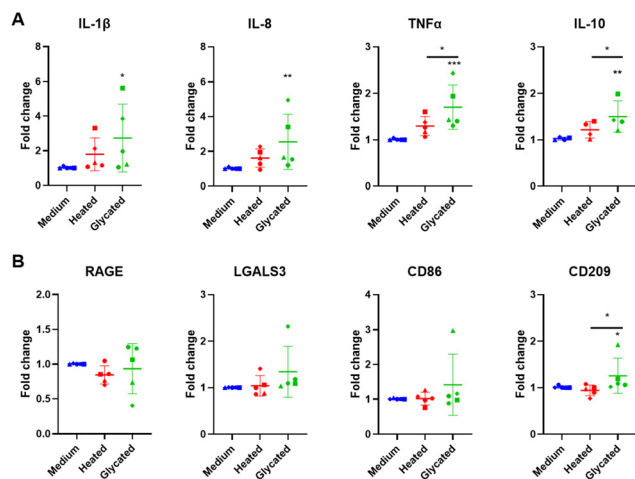 A
IL-1β
IL-8
TNFα
IL-10
Fold change
8
6
4
2
0
*
Medium
Heated
Glycated
Fold change
8
6
4
2
0
**
Medium
Heated
Glycated
Fold change
3
2
1
0
*
***
Medium
Heated
Glycated
Fold change
3
2
1
0
*
**
Medium
Heated
Glycated
B
RAGE
LGALS3
CD86
CD209
Fold change
2.0
1.5
1.0
0.5
0.0
Medium
Heated
Glycated
Fold change
3
2
1
0
Medium
Heated
Glycated
Fold change
4
3
2
1
0
Medium
Heated
Glycated
Fold change
3
2
1
0
*
*
Medium
Heated
Glycated